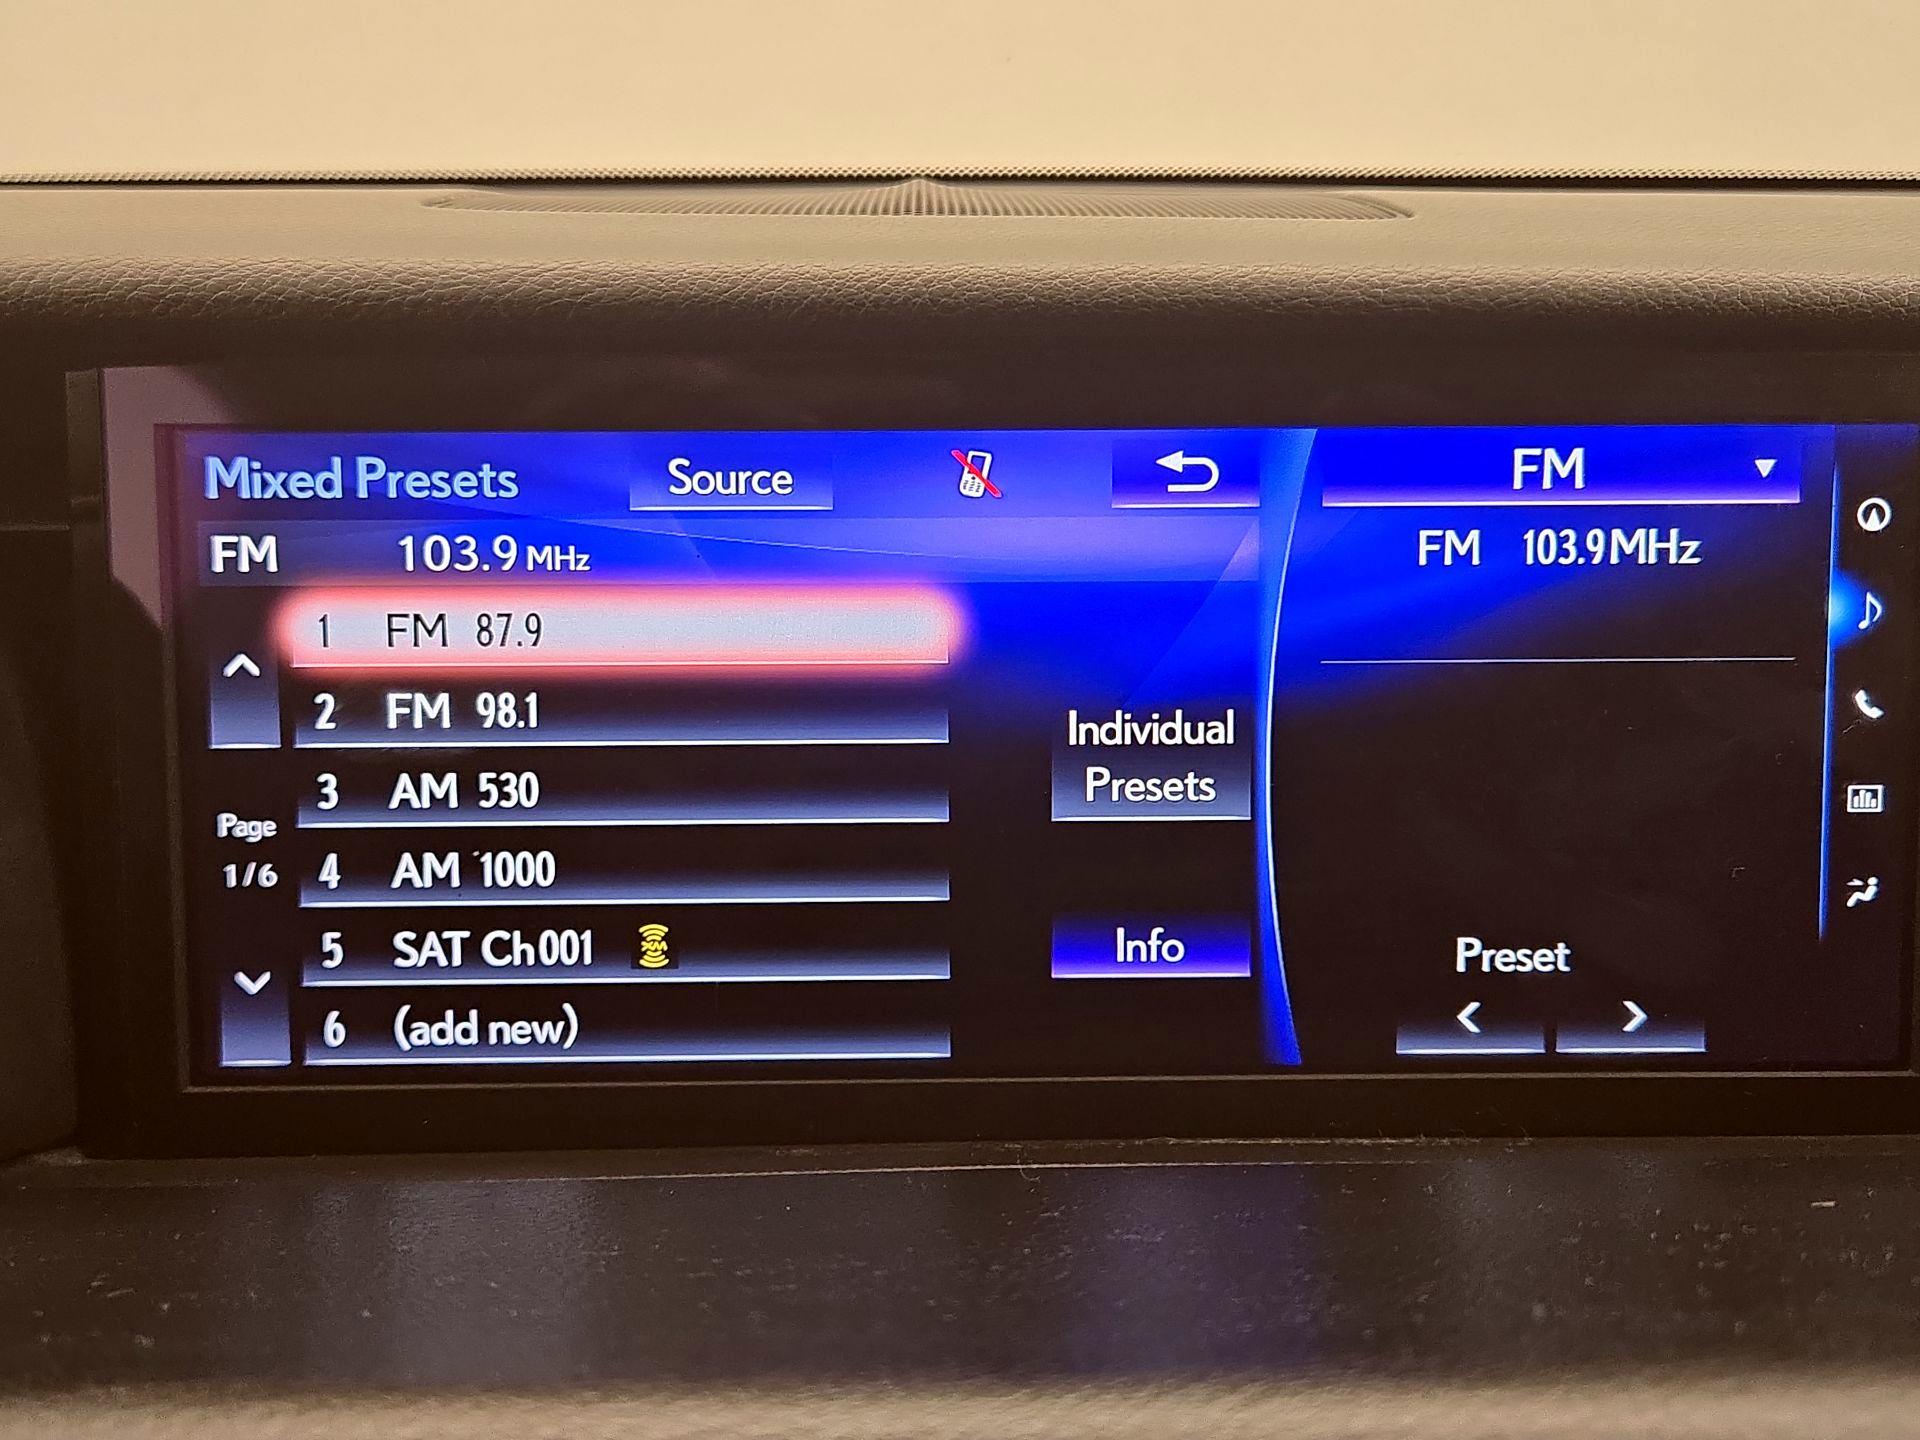 Mixed Presets Source
FM 103.9 MHz
1 FM 87.9
2 FM 98.1
3 AM 530
4 AM 1000
5 SAT Ch001 XM
6 (add new)
Page
1/6
Individual
Presets
Info
FM
FM 103.9MHz
Preset